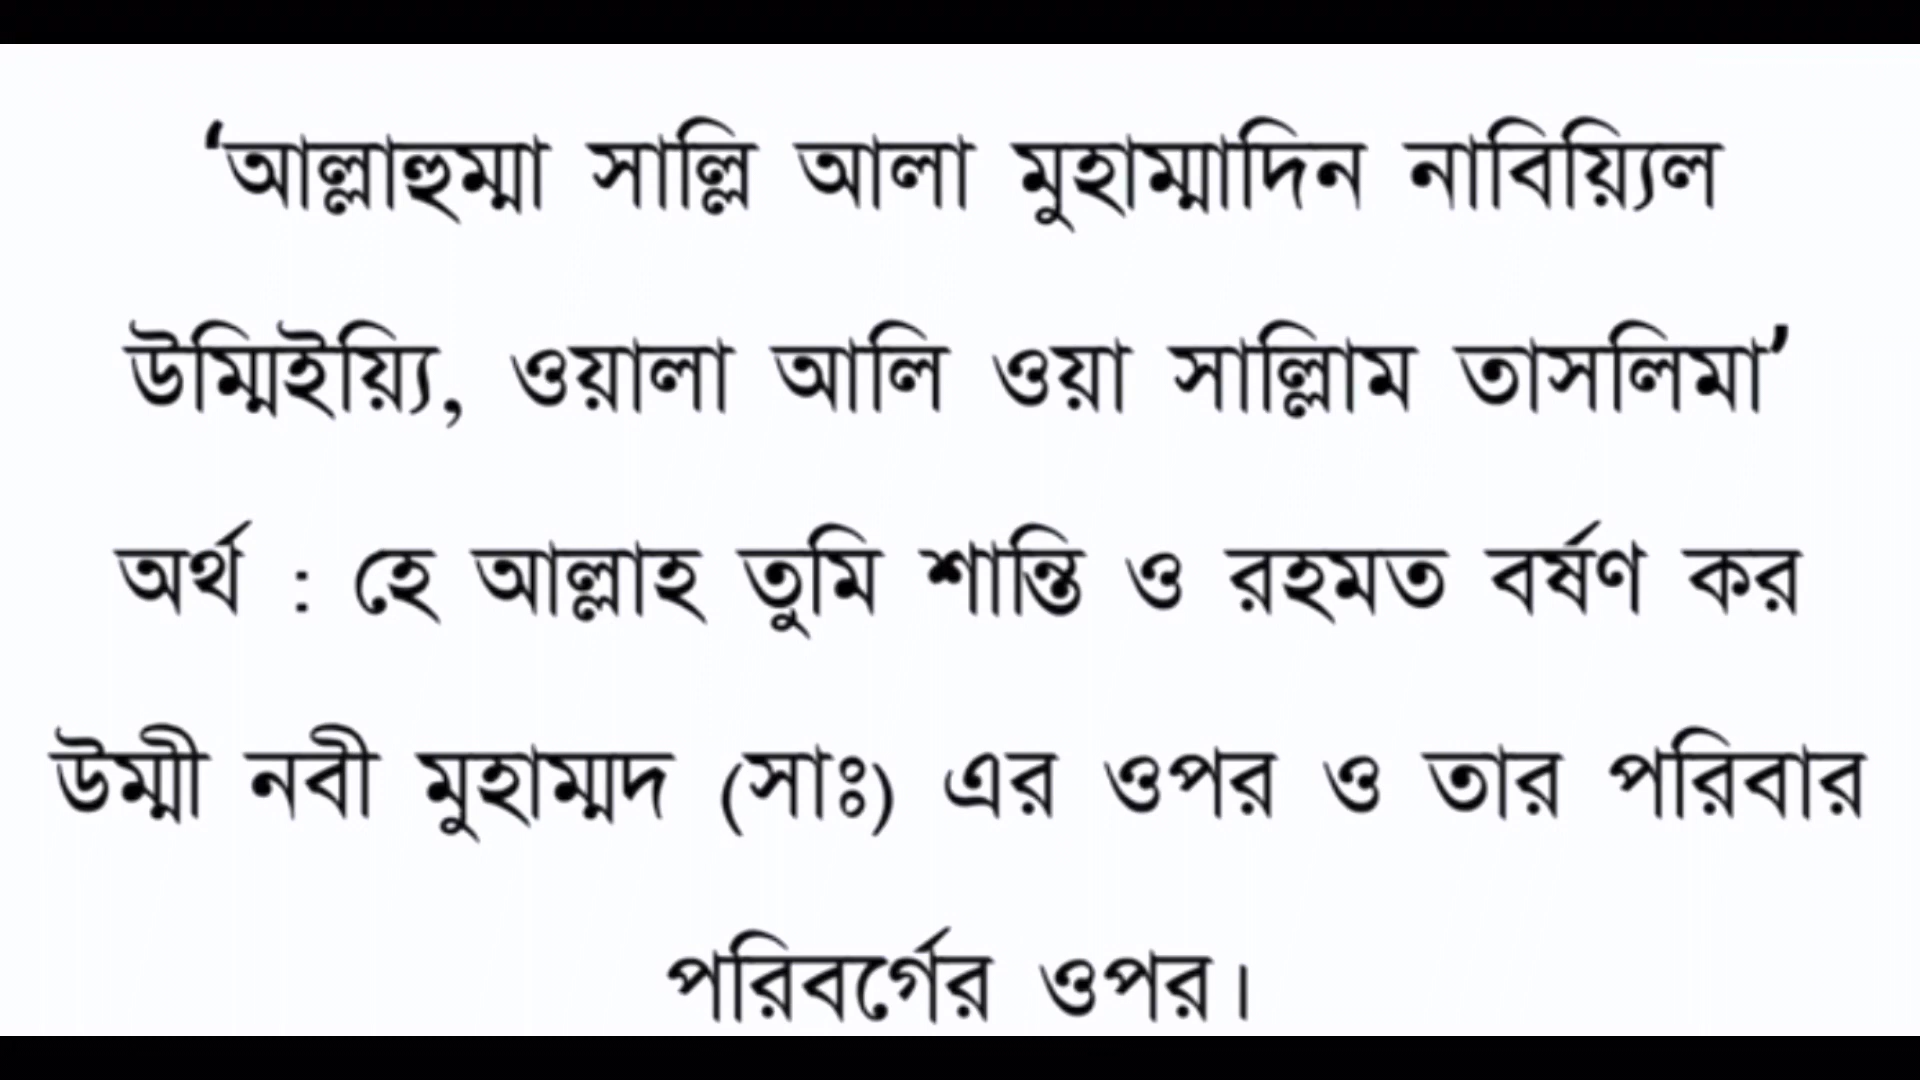 ‘আল্লাহুম্মা সাল্লি আলা মুহাম্মাদিন নাবিয়্যিল
উম্মিইয়্যি, ওয়ালা আলি ওয়া সাল্লিাম তাসলিমা’
অর্থ : হে আল্লাহ তুমি শান্তি ও রহমত বর্ষণ কর
উম্মী নবী মুহাম্মদ (সাঃ) এর ওপর ও তার পরিবার
পরিবর্গের ওপর।